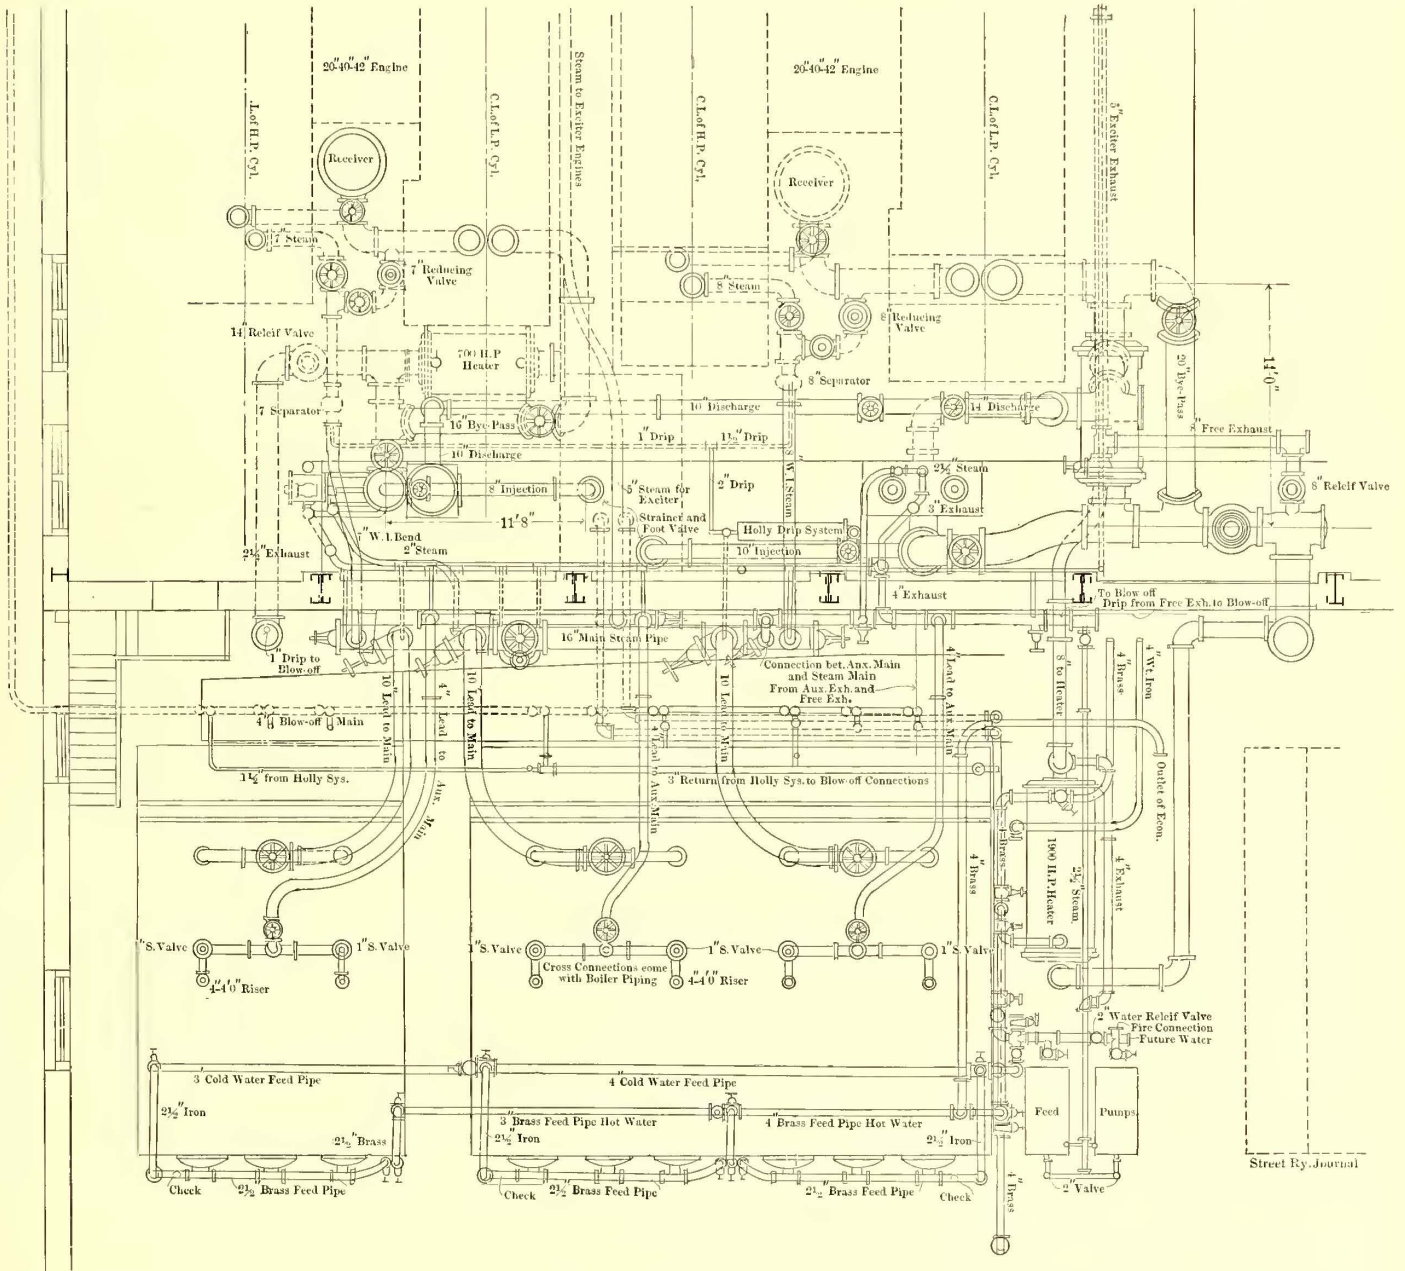 20"-40"-42" Engine
20"-40"-42" Engine
C.L. of H.P. Cyl.
C.L. of L.P. Cyl.
Steam to Exciter Engines
C.L. of H.P. Cyl.
C.L. of L.P. Cyl.
5" Exciter Exhaust
Receiver
Receiver
7" Steam
7" Reducing
Valve
8" Steam
8" Reducing
Valve
14" Releif Valve
700 H.P
Heater
8" Separator
20" Bye-Pass
14'0"
7 Separator
16" Bye-Pass
10" Discharge
14" Discharge
8" Free Exhaust
10" Discharge
1" Drip
1½" Drip
8" W.I. Steam
2½" Steam
8" Injection
5" Steam for
Exciter
2" Drip
3" Exhaust
8" Releif Valve
11'8"
Strainer and
Foot Valve
Holly Drip System
7" W.I. Bend
2" Steam
2½" Exhaust
10" Injection
4" Exhaust
To Blow off
Drip from Free Exh. to Blow-off
16" Main Steam Pipe
1" Drip to
Blow-off
Connection bet. Anx. Main
and Steam Main
From Aux. Exh. and
Free Exh.
10" Lead to Main
4" Lead to Aux. Main
10" Lead to Main
4" Lead to Aux. Main
10" Lead to Main
4" Lead to Aux. Main
8" to Heater
4" Brass
4" Wt. Iron
4" Blow-off Main
1½" from Holly Sys.
3" Return from Holly Sys. to Blow-off Connections
Outlet of Econ.
4" Brass
4" Brass
1900 H.P. Heater
2½" Steam
4" Exhaust
1" S. Valve
1" S. Valve
1" S. Valve
1" S. Valve
1" S. Valve
4-4'0" Riser
Cross Connections come
with Boiler Piping
4"-4'0" Riser
2" Water Releif Valve
Fire Connection
Future Water
3" Cold Water Feed Pipe
4 Cold Water Feed Pipe
2½" Iron
2½" Brass
3" Brass Feed Pipe Hot Water
4" Brass Feed Pipe Hot Water
2½" Iron
2½" Iron
Feed
Pumps
Street Ry. Journal
Check
2½" Brass Feed Pipe
Check
2½" Brass Feed Pipe
2½" Brass Feed Pipe
Check
4" Brass
2" Valve